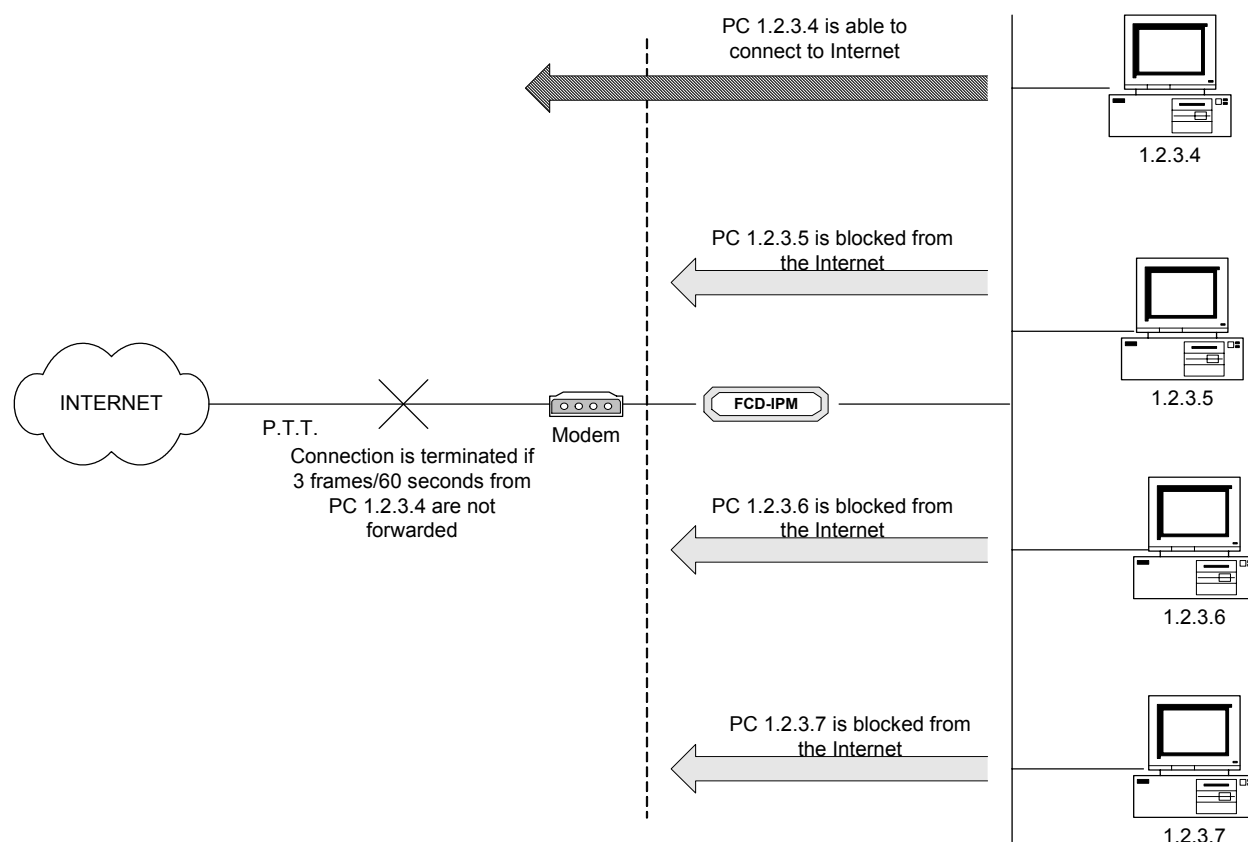 PC 1.2.3.4 is able to
connect to Internet
1.2.3.4
PC 1.2.3.5 is blocked from
the Internet
1.2.3.5
INTERNET
P.T.T.
Modem
FCD-IPM
Connection is terminated if
3 frames/60 seconds from
PC 1.2.3.4 are not
forwarded
PC 1.2.3.6 is blocked from
the Internet
1.2.3.6
PC 1.2.3.7 is blocked from
the Internet
1.2.3.7